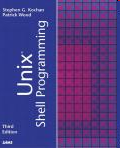 Stephen G. Kochan
Patrick Wood
Unix
Shell Programming
Third
Edition
SAMS